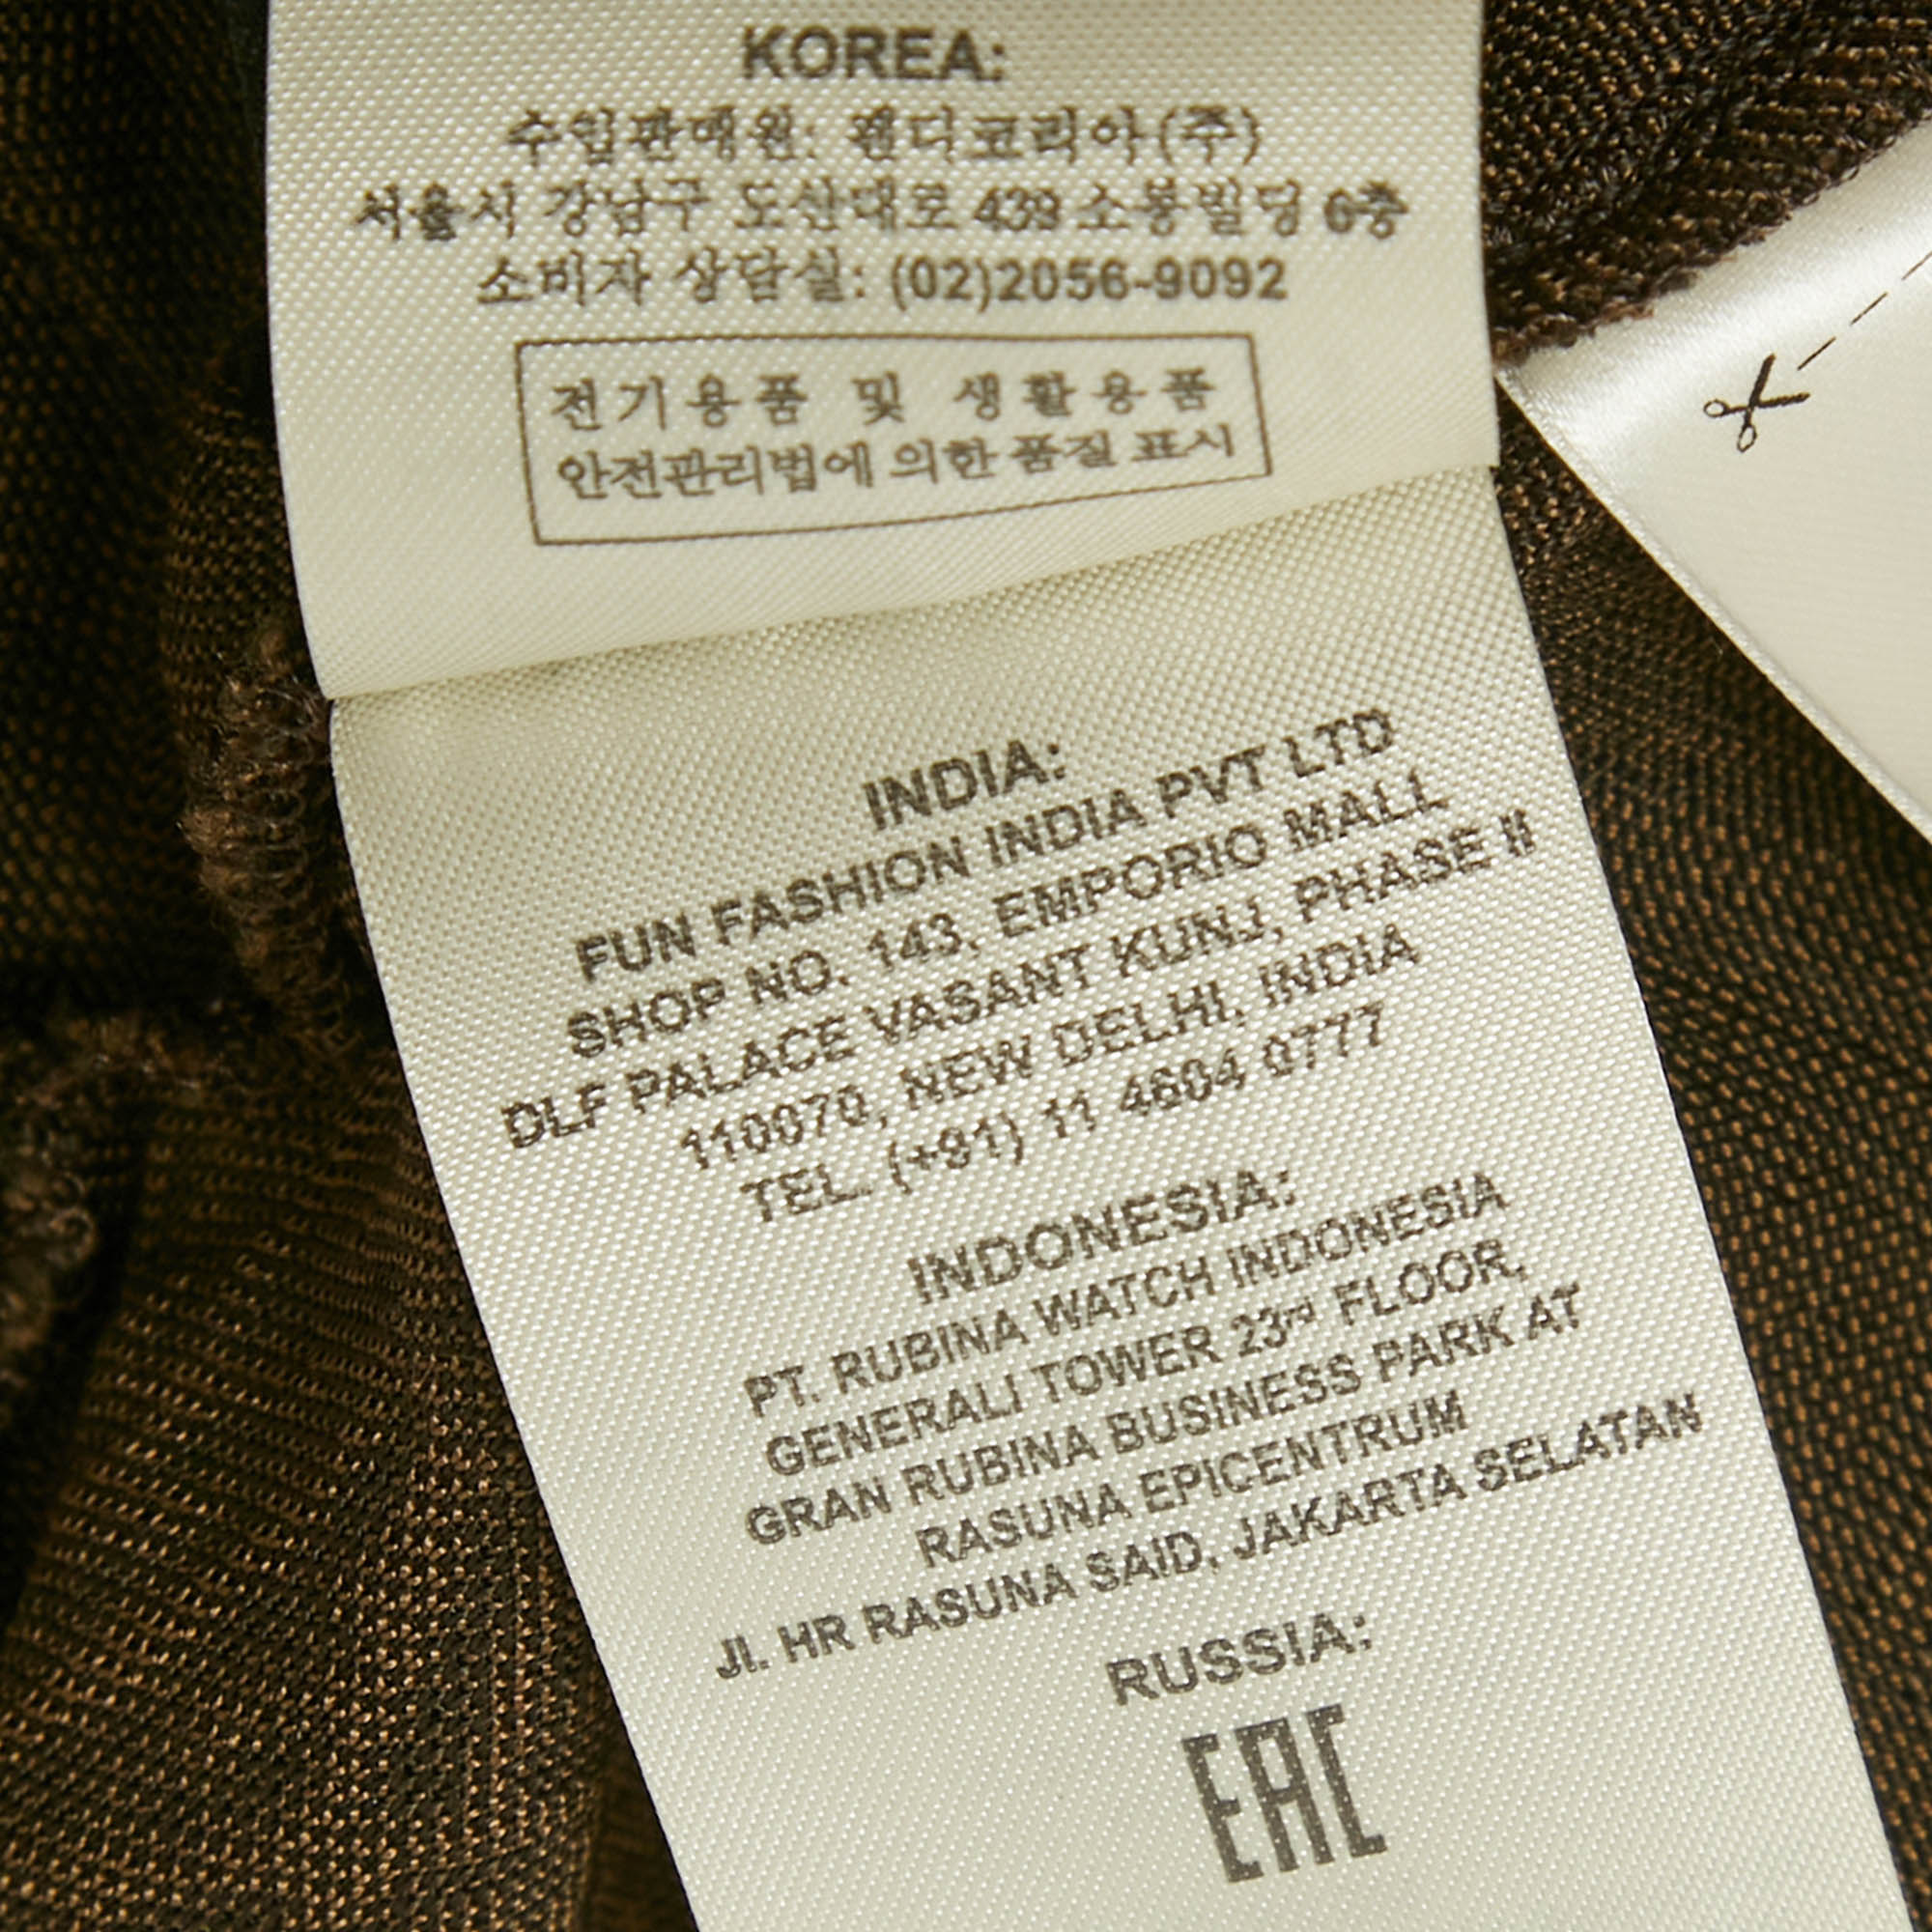 KOREA:
수입판매원: 펜디코리아(주)
서울시 강남구 도산대로 439 소봉빌딩 6층
소비자 상담실: (02)2056-9092
전기용품 및 생활용품
안전관리법에 의한 품질 표시
INDIA:
FUN FASHION INDIA PVT LTD
SHOP NO. 143, EMPORIO MALL
DLF PALACE VASANT KUNJ, PHASE II
110070, NEW DELHI, INDIA
TEL. (+91) 11 4604 0777
INDONESIA:
PT. RUBINA WATCH INDONESIA
GENERALI TOWER 23rd FLOOR,
GRAN RUBINA BUSINESS PARK AT
RASUNA EPICENTRUM
Jl. HR RASUNA SAID, JAKARTA SELATAN
RUSSIA:
EAC